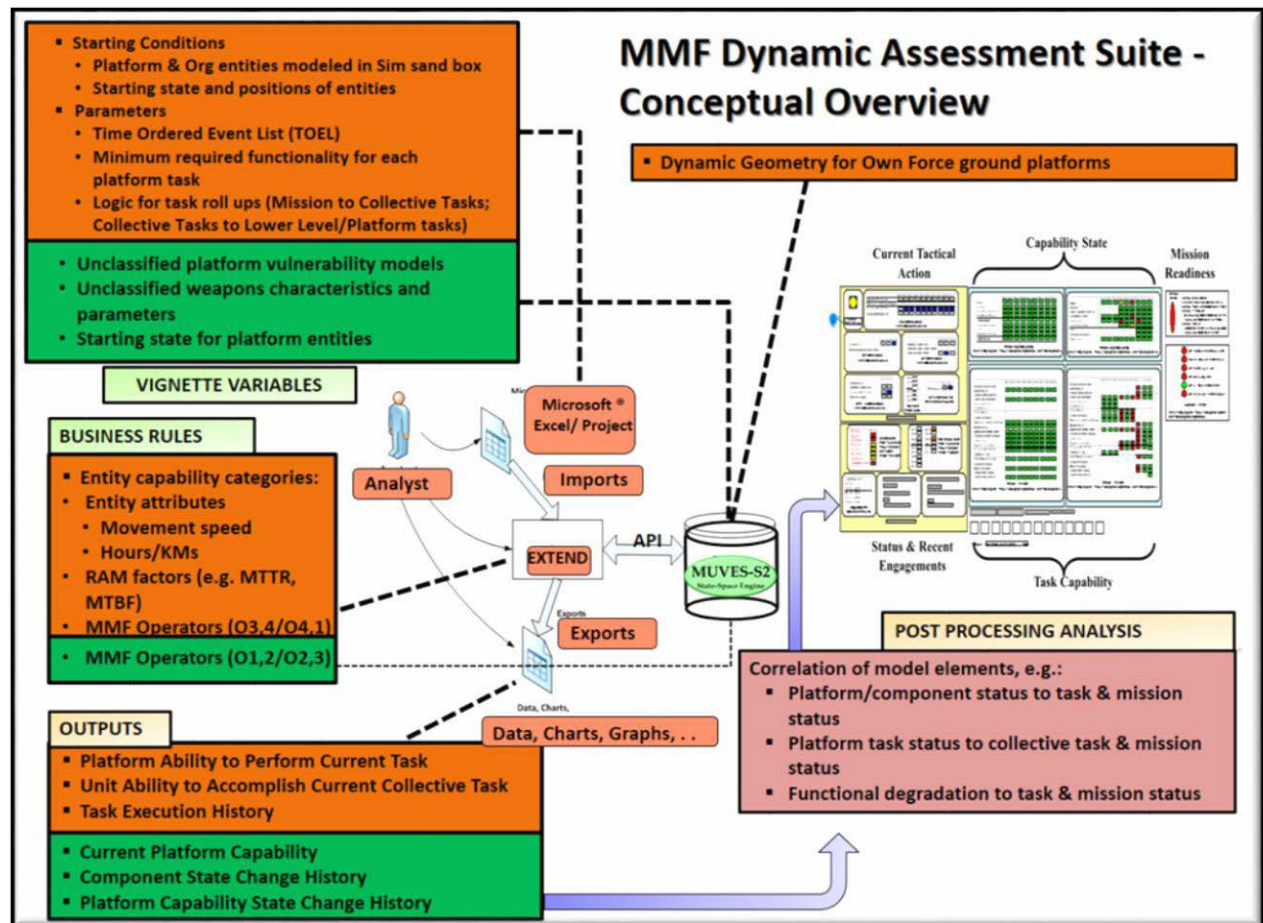 ▪ Starting Conditions
• Platform & Org entities modeled in Sim sand box
• Starting state and positions of entities
▪ Parameters
• Time Ordered Event List (TOEL)
• Minimum required functionality for each
platform task
• Logic for task roll ups (Mission to Collective Tasks;
Collective Tasks to Lower Level/Platform tasks)
• Unclassified platform vulnerability models
• Unclassified weapons characteristics and
parameters
• Starting state for platform entities
VIGNETTE VARIABLES
MMF Dynamic Assessment Suite -
Conceptual Overview
▪ Dynamic Geometry for Own Force ground platforms
BUSINESS RULES
▪ Entity capability categories:
• Entity attributes
• Movement speed
• Hours/KMs
• RAM factors (e.g. MTTR,
MTBF)
• MMF Operators (O3,4/O4,1)
• MMF Operators (O1,2/O2,3)
Analyst
Microsoft ®
Excel/ Project
Imports
EXTEND
API
MUVES-S2
State-Space Engine
Exports
Exports
Data, Charts,
Data, Charts, Graphs, . .
Current Tactical
Action
Capability State
Mission
Readiness
Status & Recent
Engagements
Task Capability
OUTPUTS
▪ Platform Ability to Perform Current Task
▪ Unit Ability to Accomplish Current Collective Task
▪ Task Execution History
▪ Current Platform Capability
▪ Component State Change History
▪ Platform Capability State Change History
POST PROCESSING ANALYSIS
Correlation of model elements, e.g.:
▪ Platform/component status to task & mission
status
▪ Platform task status to collective task & mission
status
▪ Functional degradation to task & mission status